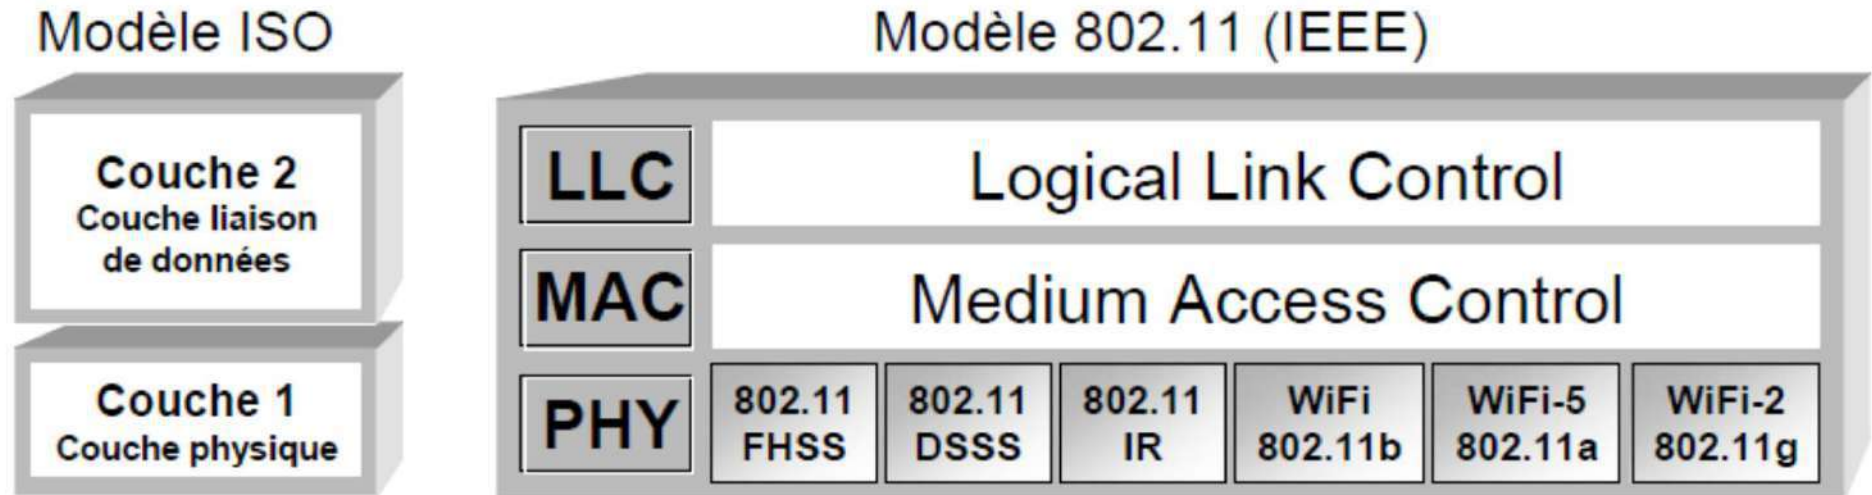 Modèle ISO
Modèle 802.11 (IEEE)
Couche 2
Couche liaison
de données
Couche 1
Couche physique
LLC
Logical Link Control
MAC
Medium Access Control
PHY
802.11
FHSS
802.11
DSSS
802.11
IR
WiFi
802.11b
WiFi-5
802.11a
WiFi-2
802.11g